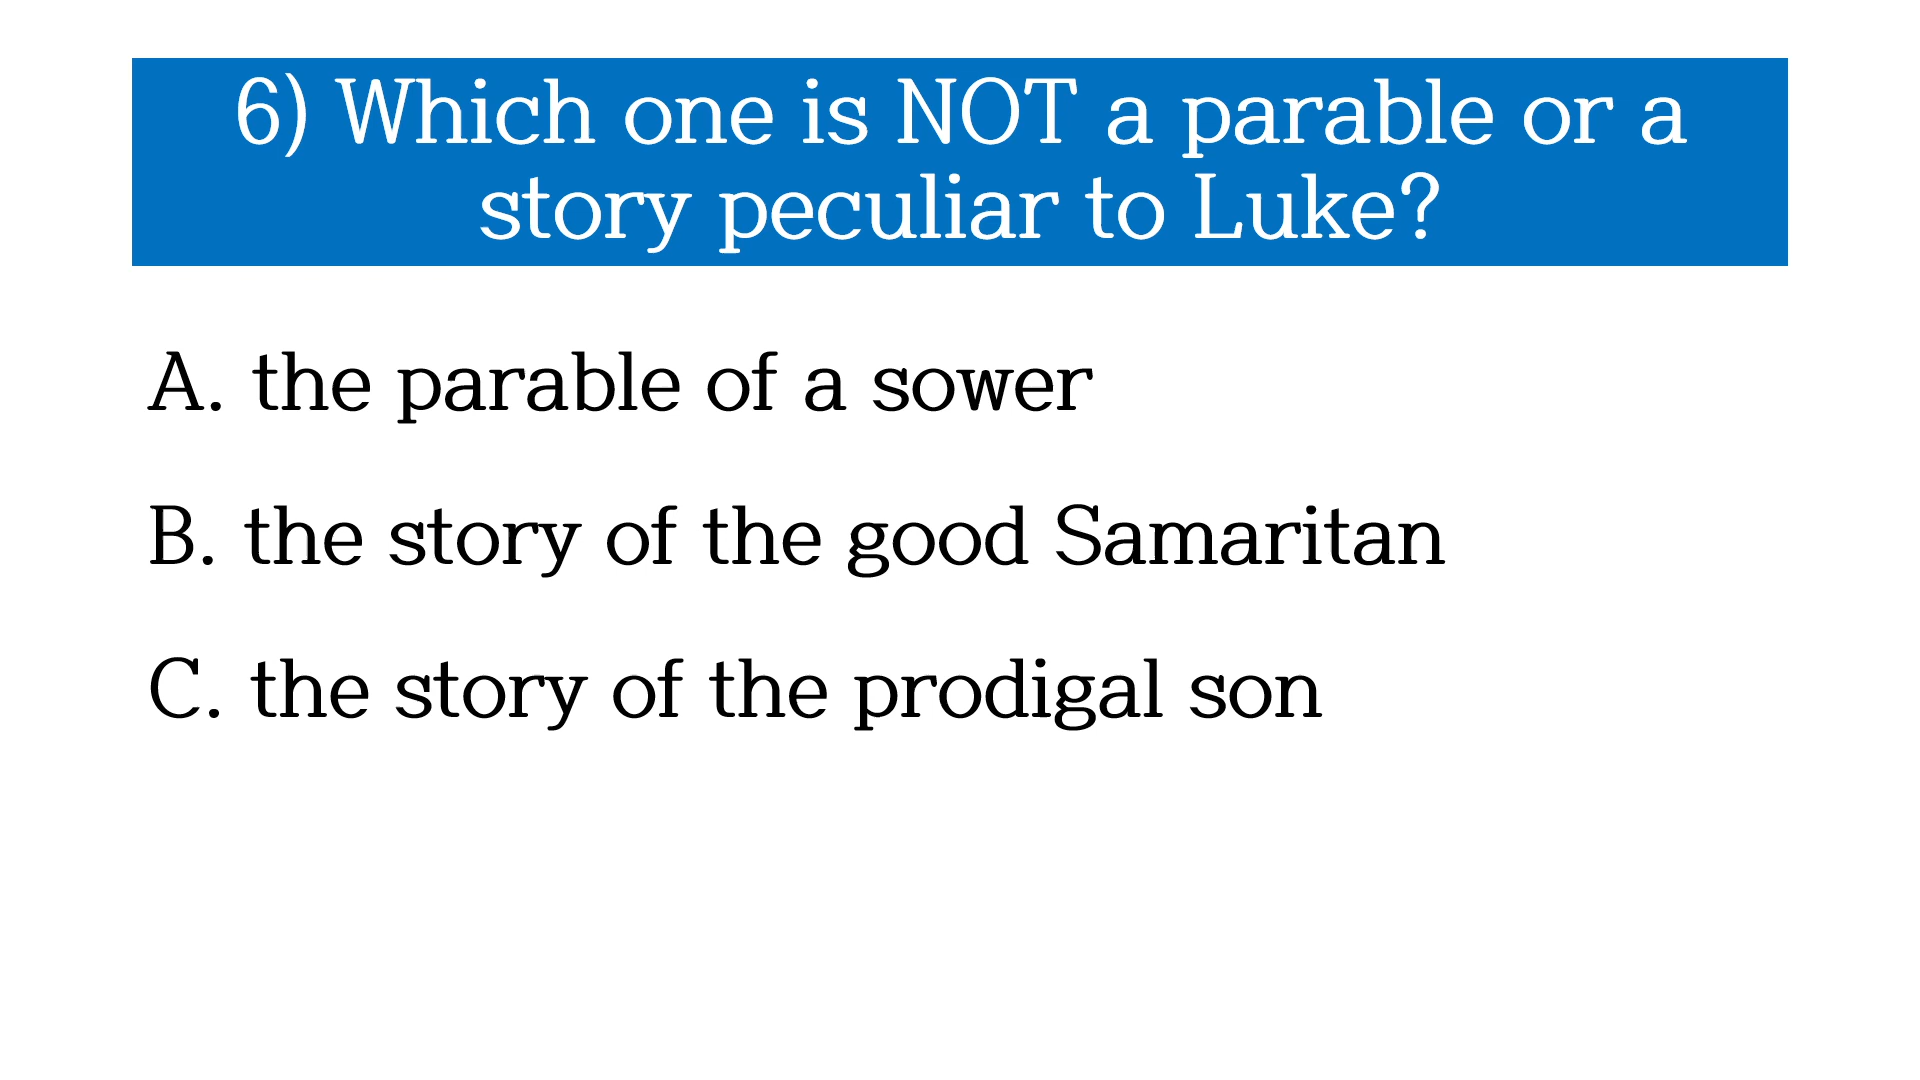 6) Which one is NOT a parable or a
story peculiar to Luke?
A. the parable of a sower
B. the story of the good Samaritan
C. the story of the prodigal son